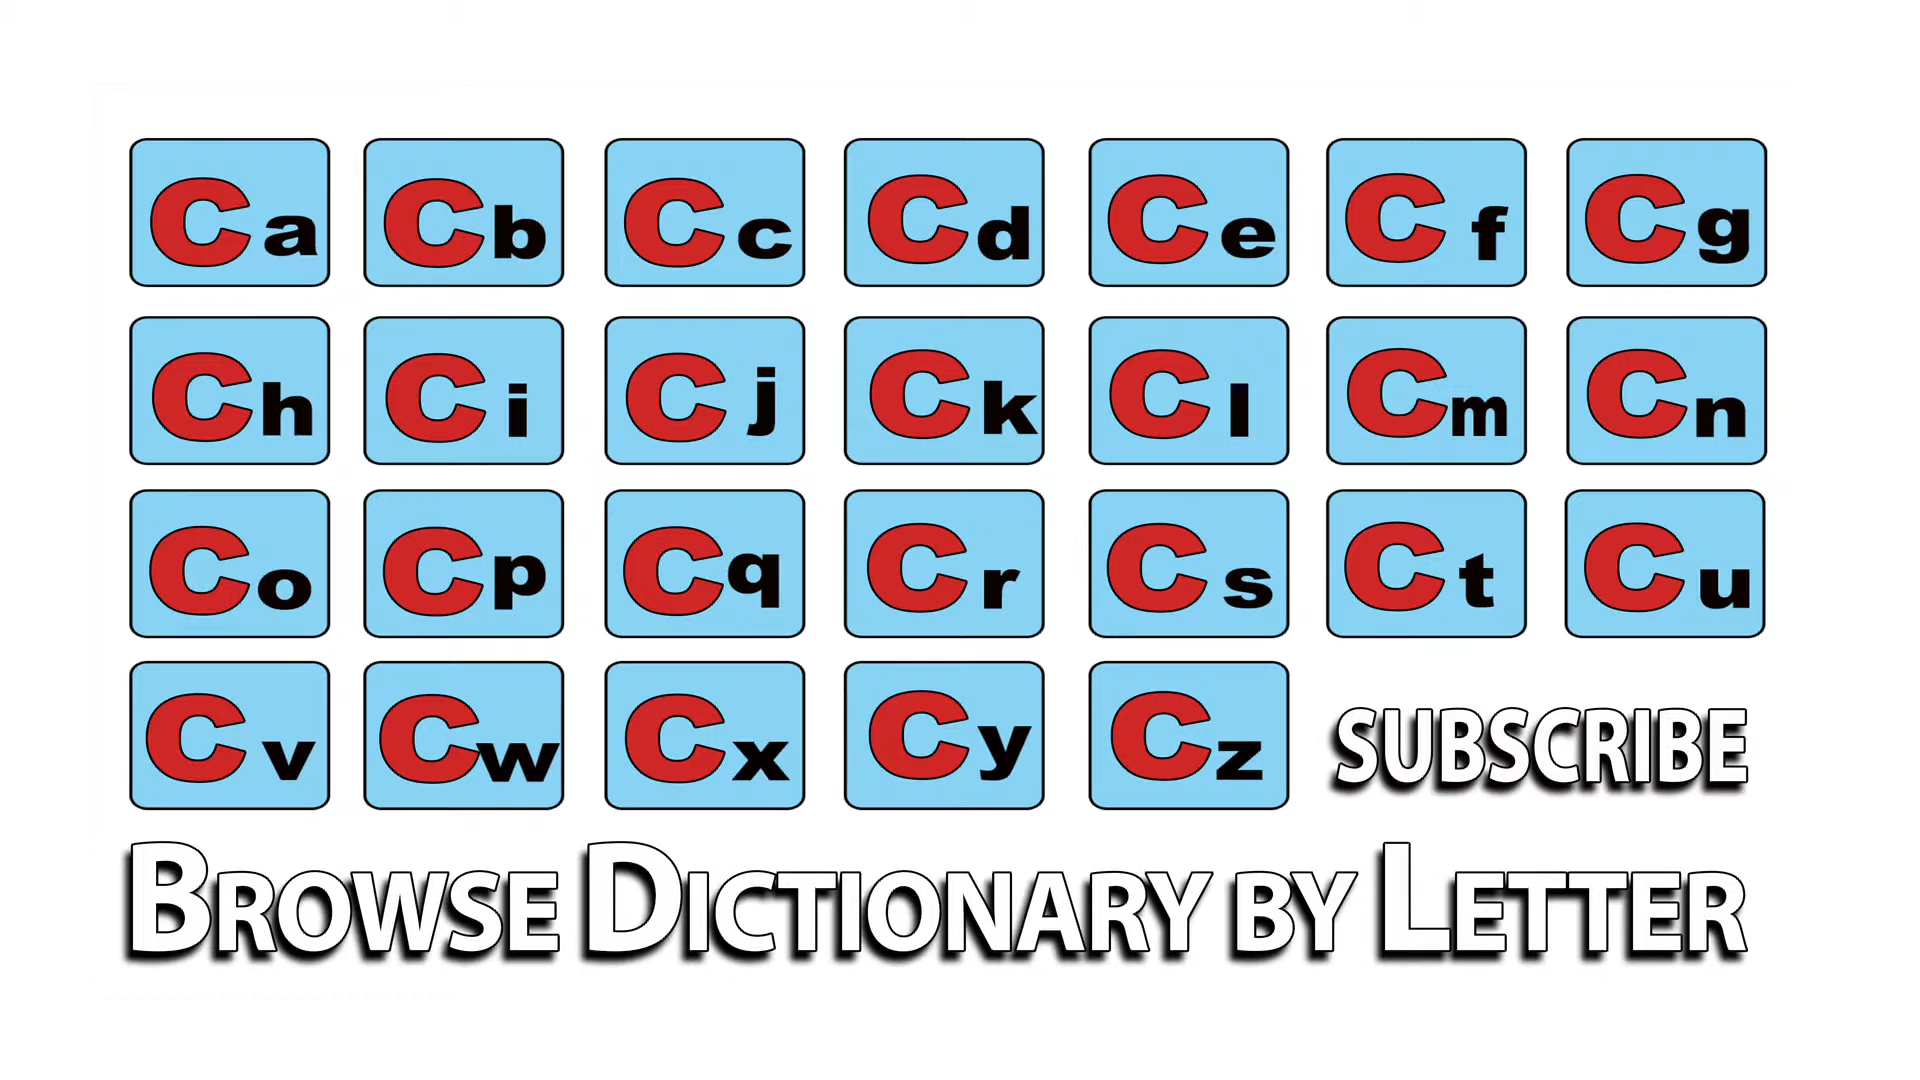 Ca Cb Cc Cd Ce Cf Cg
Ch Ci Cj Ck Cl Cm Cn
Co Cp Cq Cr Cs Ct Cu
Cv Cw Cx Cy Cz SUBSCRIBE
BROWSE DICTIONARY BY LETTER